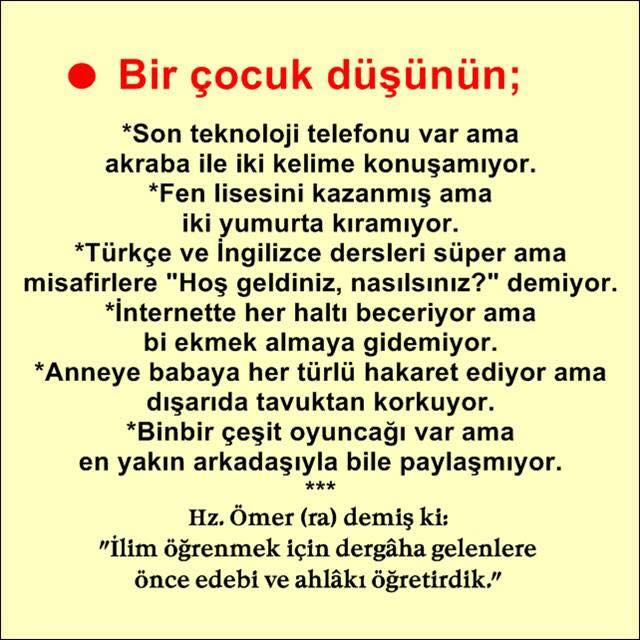 ● Bir çocuk düşünün;
*Son teknoloji telefonu var ama
akraba ile iki kelime konuşamıyor.
*Fen lisesini kazanmış ama
iki yumurta kıramıyor.
*Türkçe ve İngilizce dersleri süper ama
misafirlere "Hoş geldiniz, nasılsınız?" demiyor.
*İnternette her haltı beceriyor ama
bi ekmek almaya gidemiyor.
*Anneye babaya her türlü hakaret ediyor ama
dışarıda tavuktan korkuyor.
*Binbir çeşit oyuncağı var ama
en yakın arkadaşıyla bile paylaşmıyor.
***
Hz. Ömer (ra) demiş ki:
"İlim öğrenmek için dergâha gelenlere
önce edebi ve ahlâkı öğretirdik."